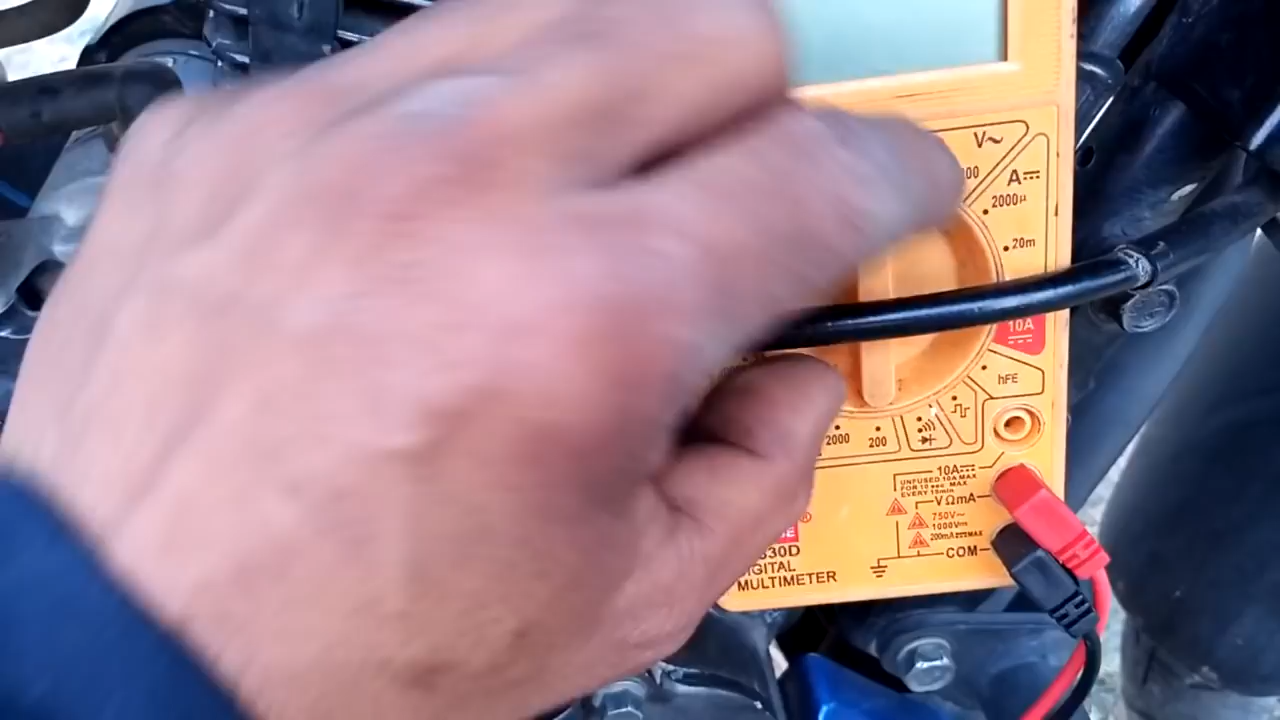 V~
A
2000µ
20m
10A
hFE
2000
200
10A
UNFUSED 10A MAX
FOR 10 sec MAX
EVERY 15min
VΩmA
750V~
1000V
200mA MAX
COM
DIGITAL
MULTIMETER